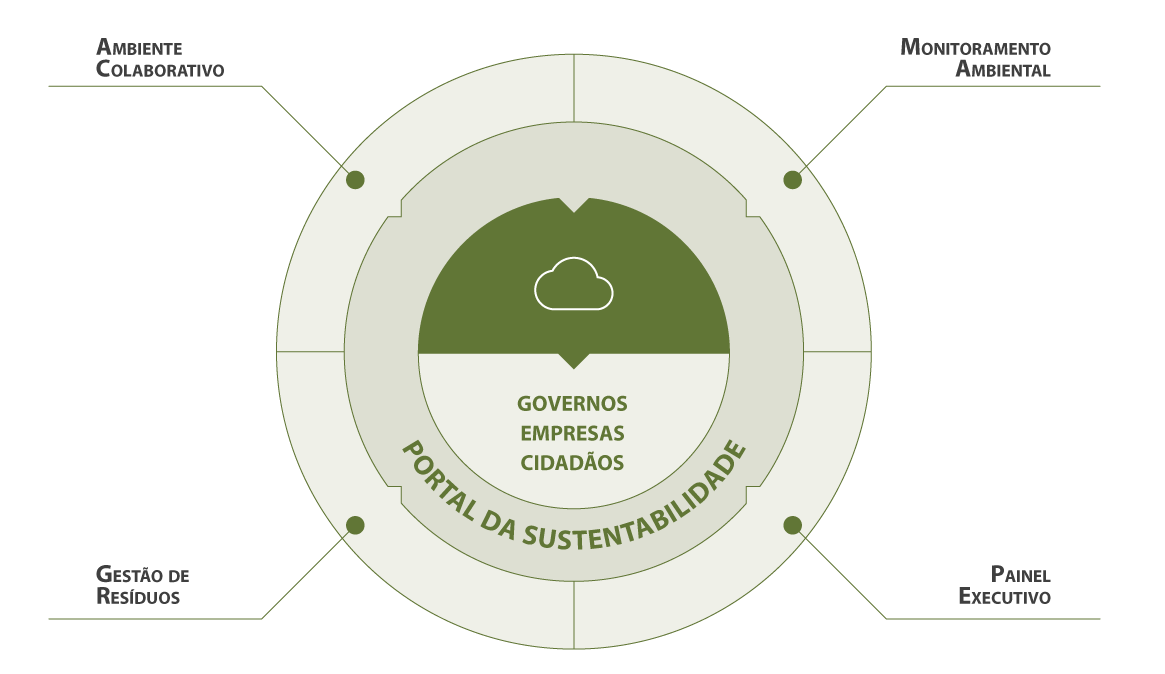 Ambiente
Colaborativo
Monitoramento
Ambiental
GOVERNOS
EMPRESAS
CIDADÃOS
PORTAL DA SUSTENTABILIDADE
Gestão de
Resíduos
Painel
Executivo